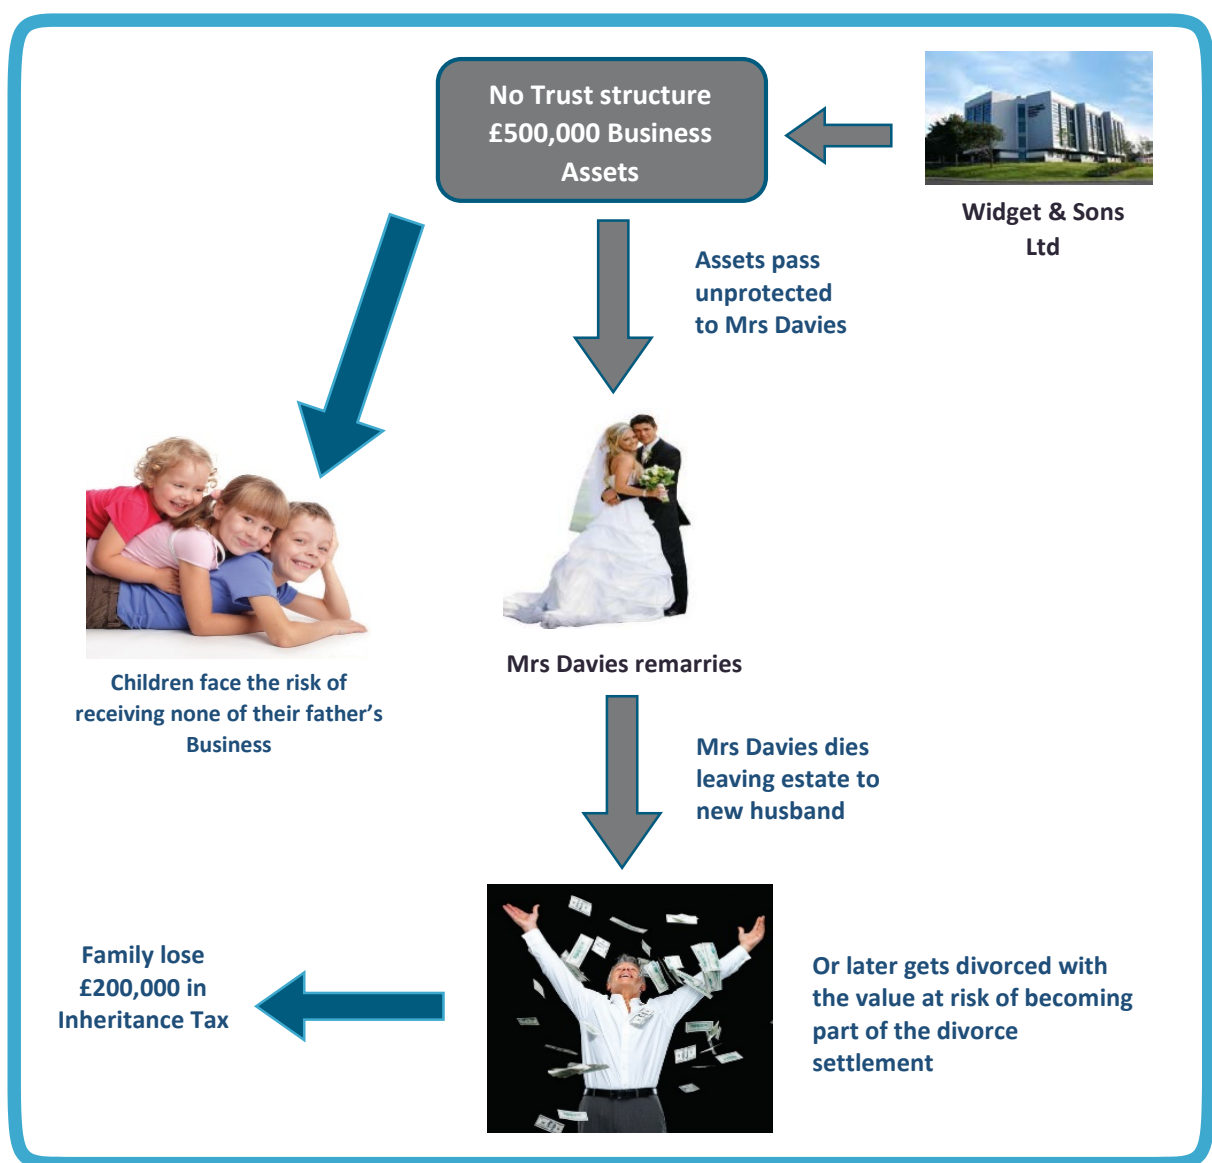 No Trust structure
£500,000 Business
Assets
Widget & Sons
Ltd
Assets pass
unprotected
to Mrs Davies
Children face the risk of
receiving none of their father’s
Business
Mrs Davies remarries
Mrs Davies dies
leaving estate to
new husband
Family lose
£200,000 in
Inheritance Tax
Or later gets divorced with
the value at risk of becoming
part of the divorce
settlement